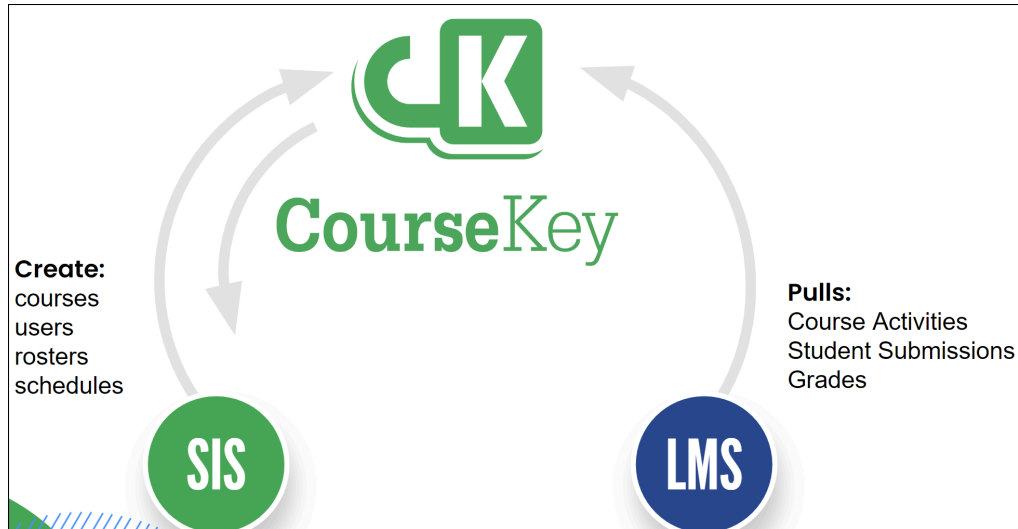 CK
CourseKey
Create:
courses
users
rosters
schedules
Pulls:
Course Activities
Student Submissions
Grades
SIS
LMS